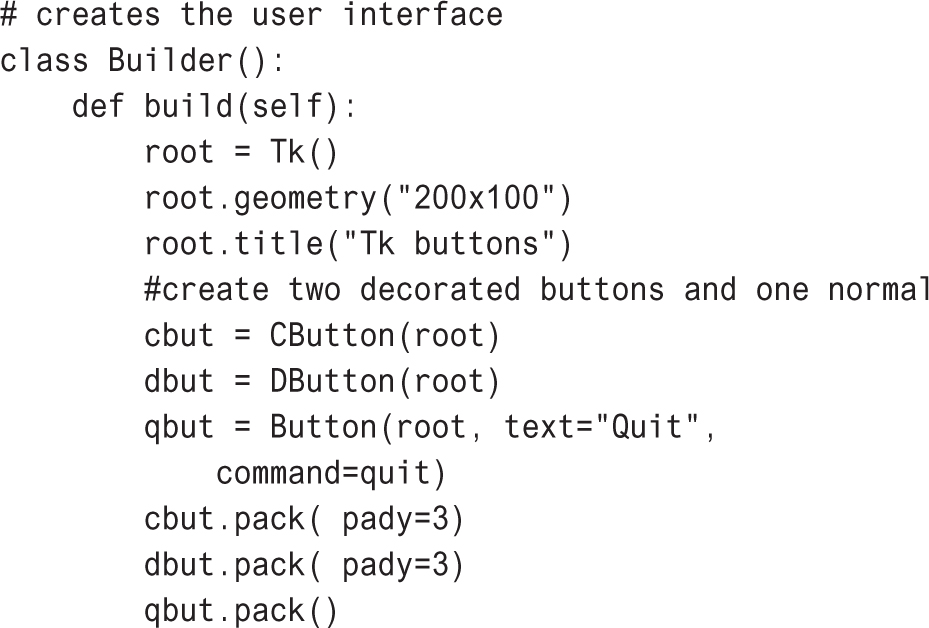 # creates the user interface
class Builder():
    def build(self):
        root = Tk()
        root.geometry("200x100")
        root.title("Tk buttons")
        #create two decorated buttons and one normal
        cbut = CButton(root)
        dbut = DButton(root)
        qbut = Button(root, text="Quit",
            command=quit)
        cbut.pack( pady=3)
        dbut.pack( pady=3)
        qbut.pack()